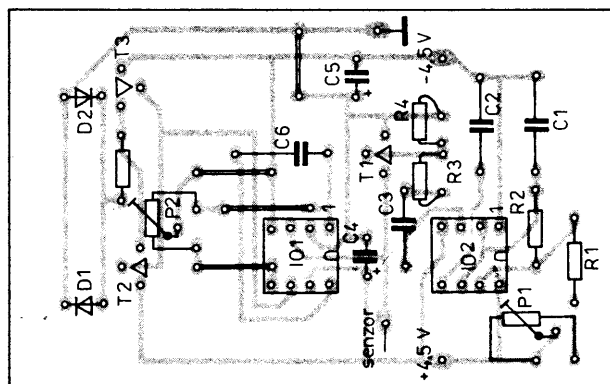 T3
D2
P2
D1
T2
C6
C5
T1
IO1
1
C4
+
+
senzor
-4,5V
R4
R3
C3
C2
C1
IO2
1
R2
R1
P1
+4,5 V